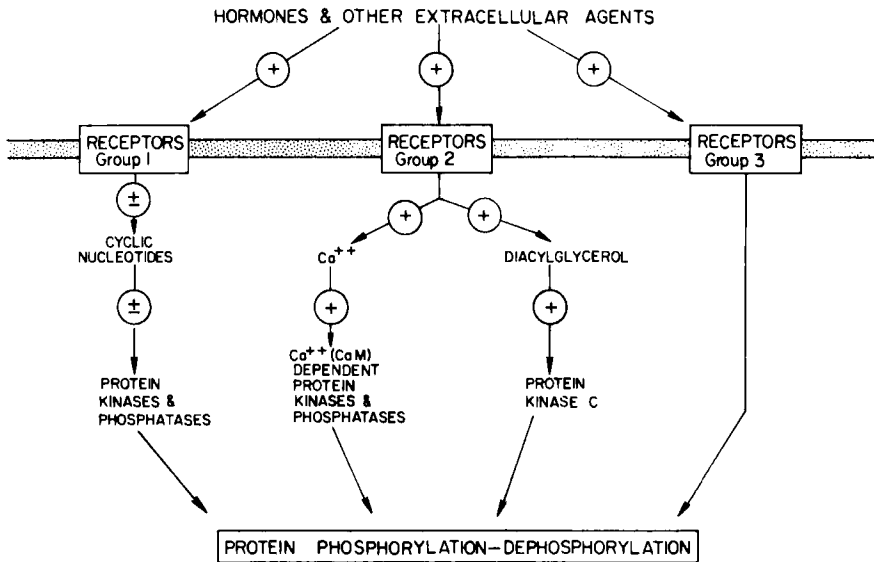 HORMONES & OTHER EXTRACELLULAR AGENTS
+
+
+
RECEPTORS
Group 1
RECEPTORS
Group 2
RECEPTORS
Group 3
±
+
+
CYCLIC
NUCLEOTIDES
Ca++
DIACYLGLYCEROL
±
+
+
PROTEIN
KINASES &
PHOSPHATASES
Ca++(CaM)
DEPENDENT
PROTEIN
KINASES &
PHOSPHATASES
PROTEIN
KINASE C
PROTEIN PHOSPHORYLATION-DEPHOSPHORYLATION